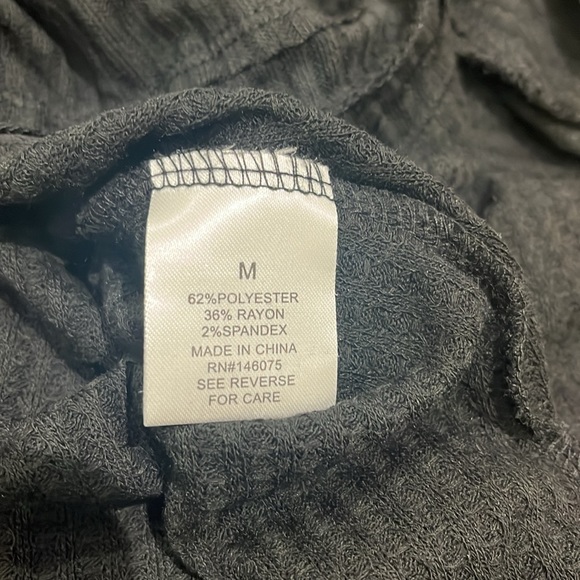 M
62%POLYESTER
36% RAYON
2%SPANDEX
MADE IN CHINA
RN#146075
SEE REVERSE
FOR CARE